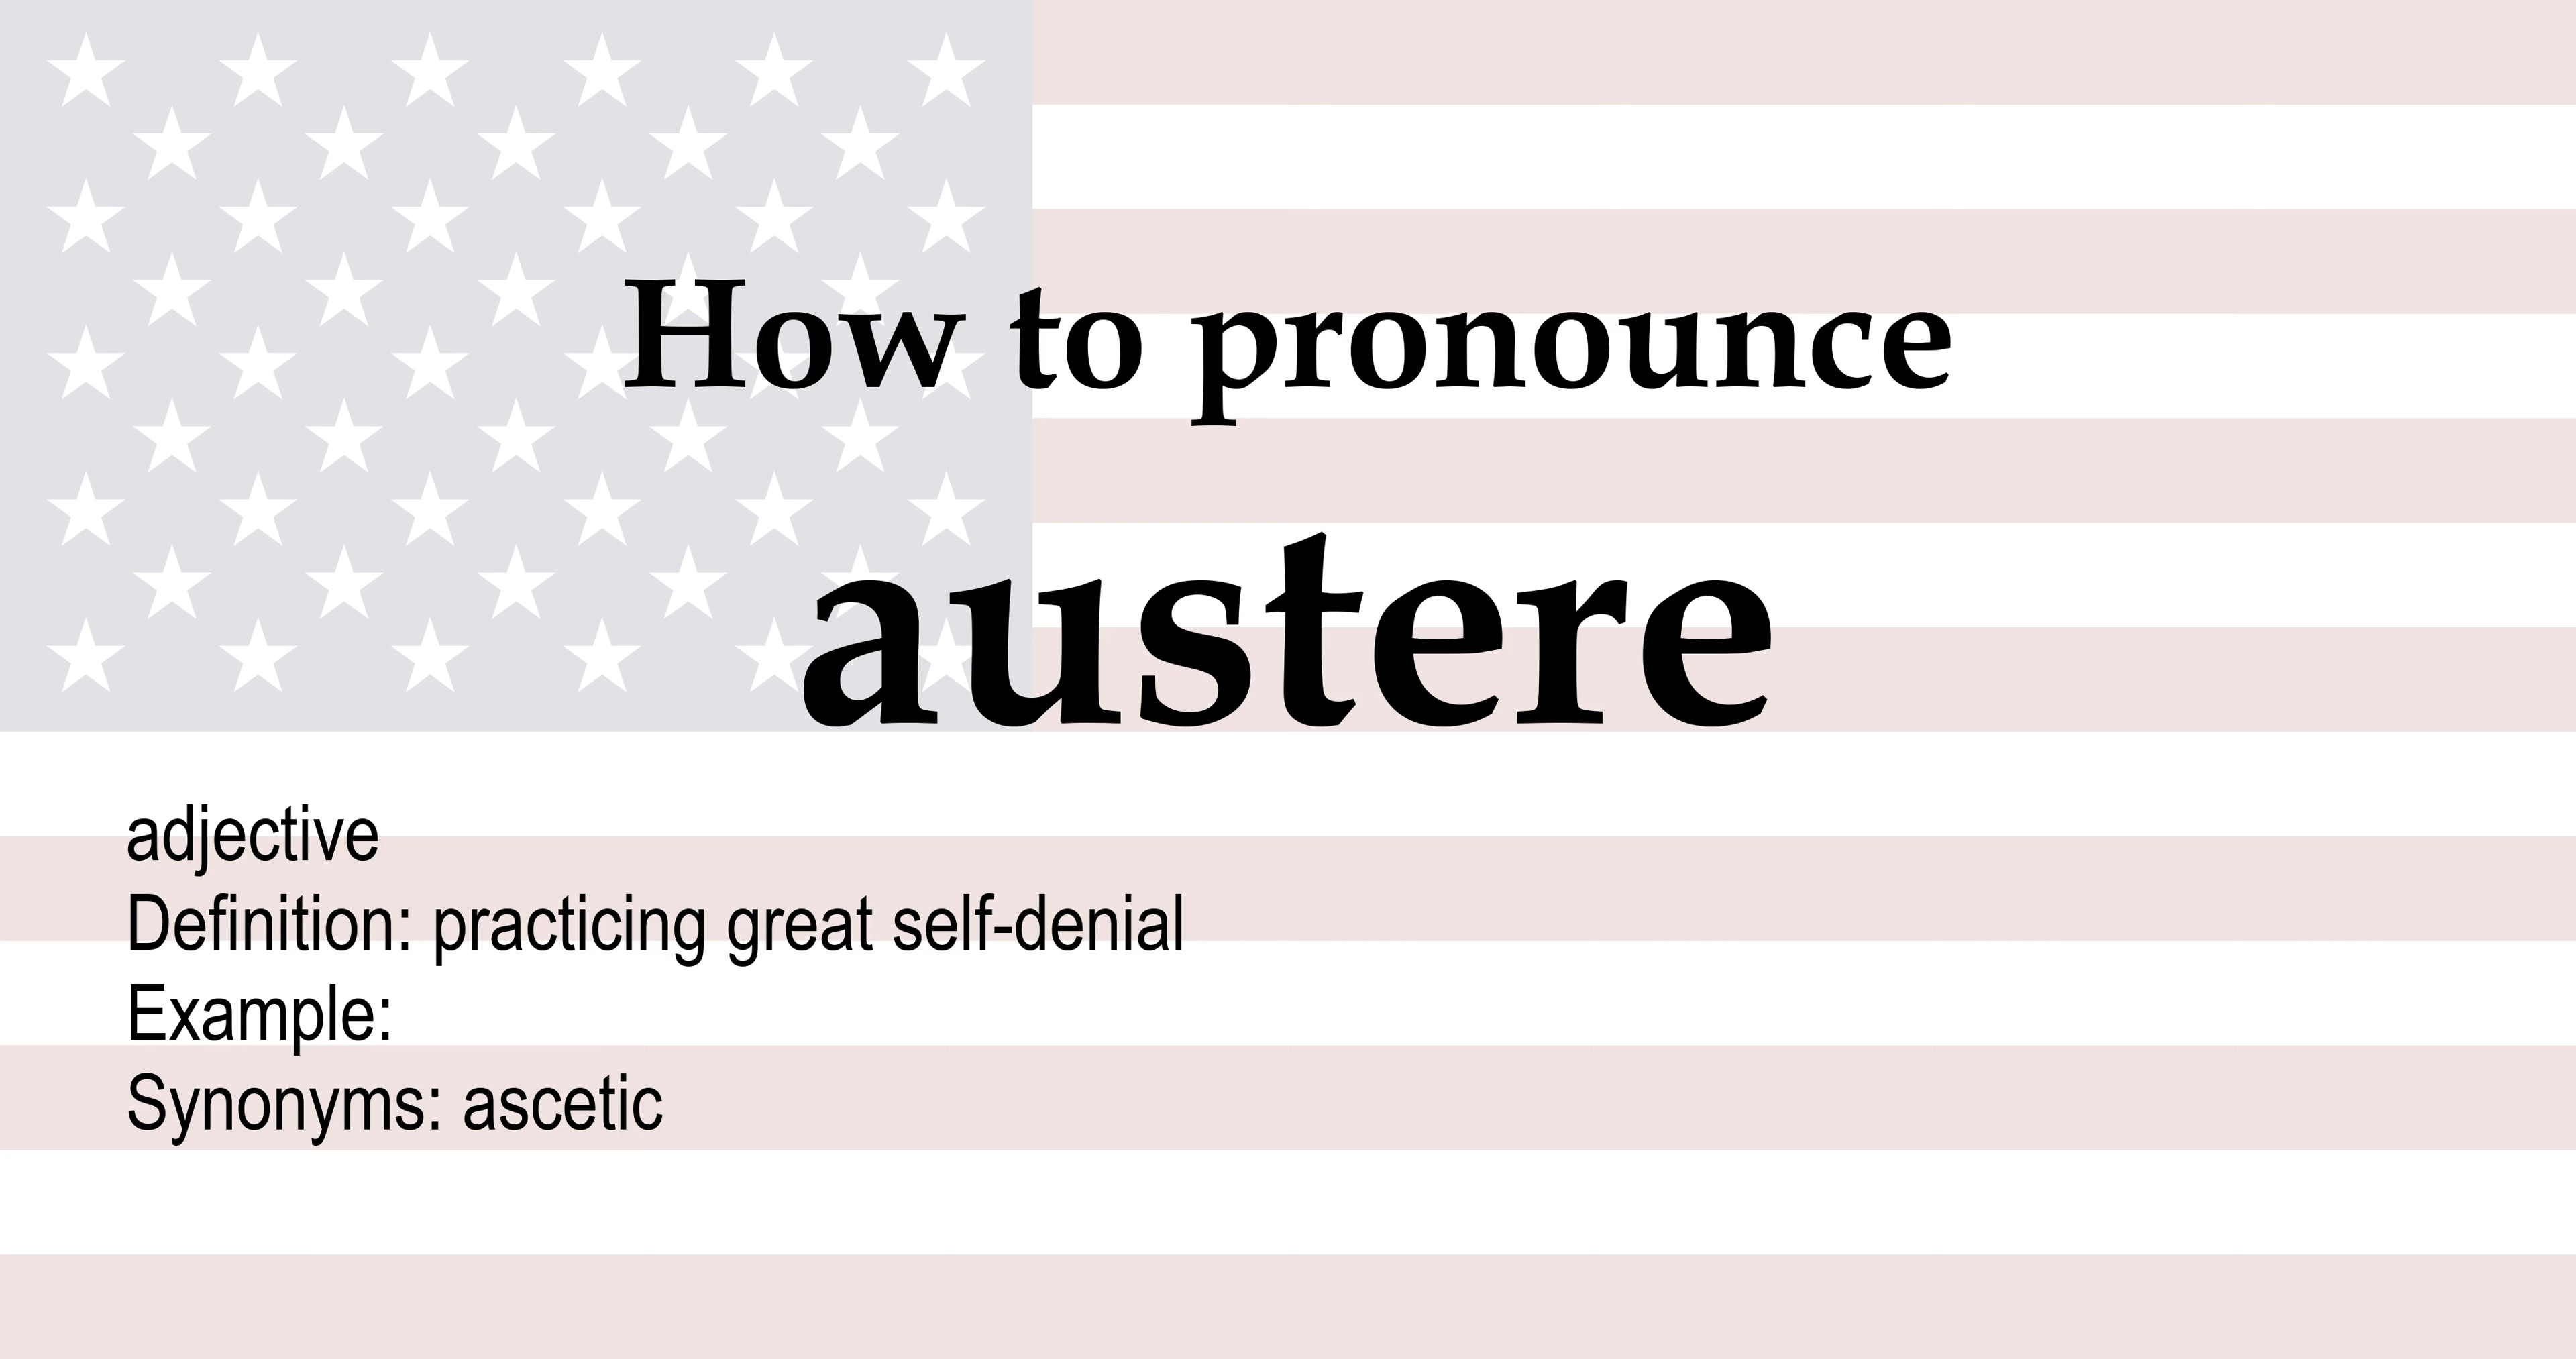 How to pronounce
austere
adjective
Definition: practicing great self-denial
Example:
Synonyms: ascetic